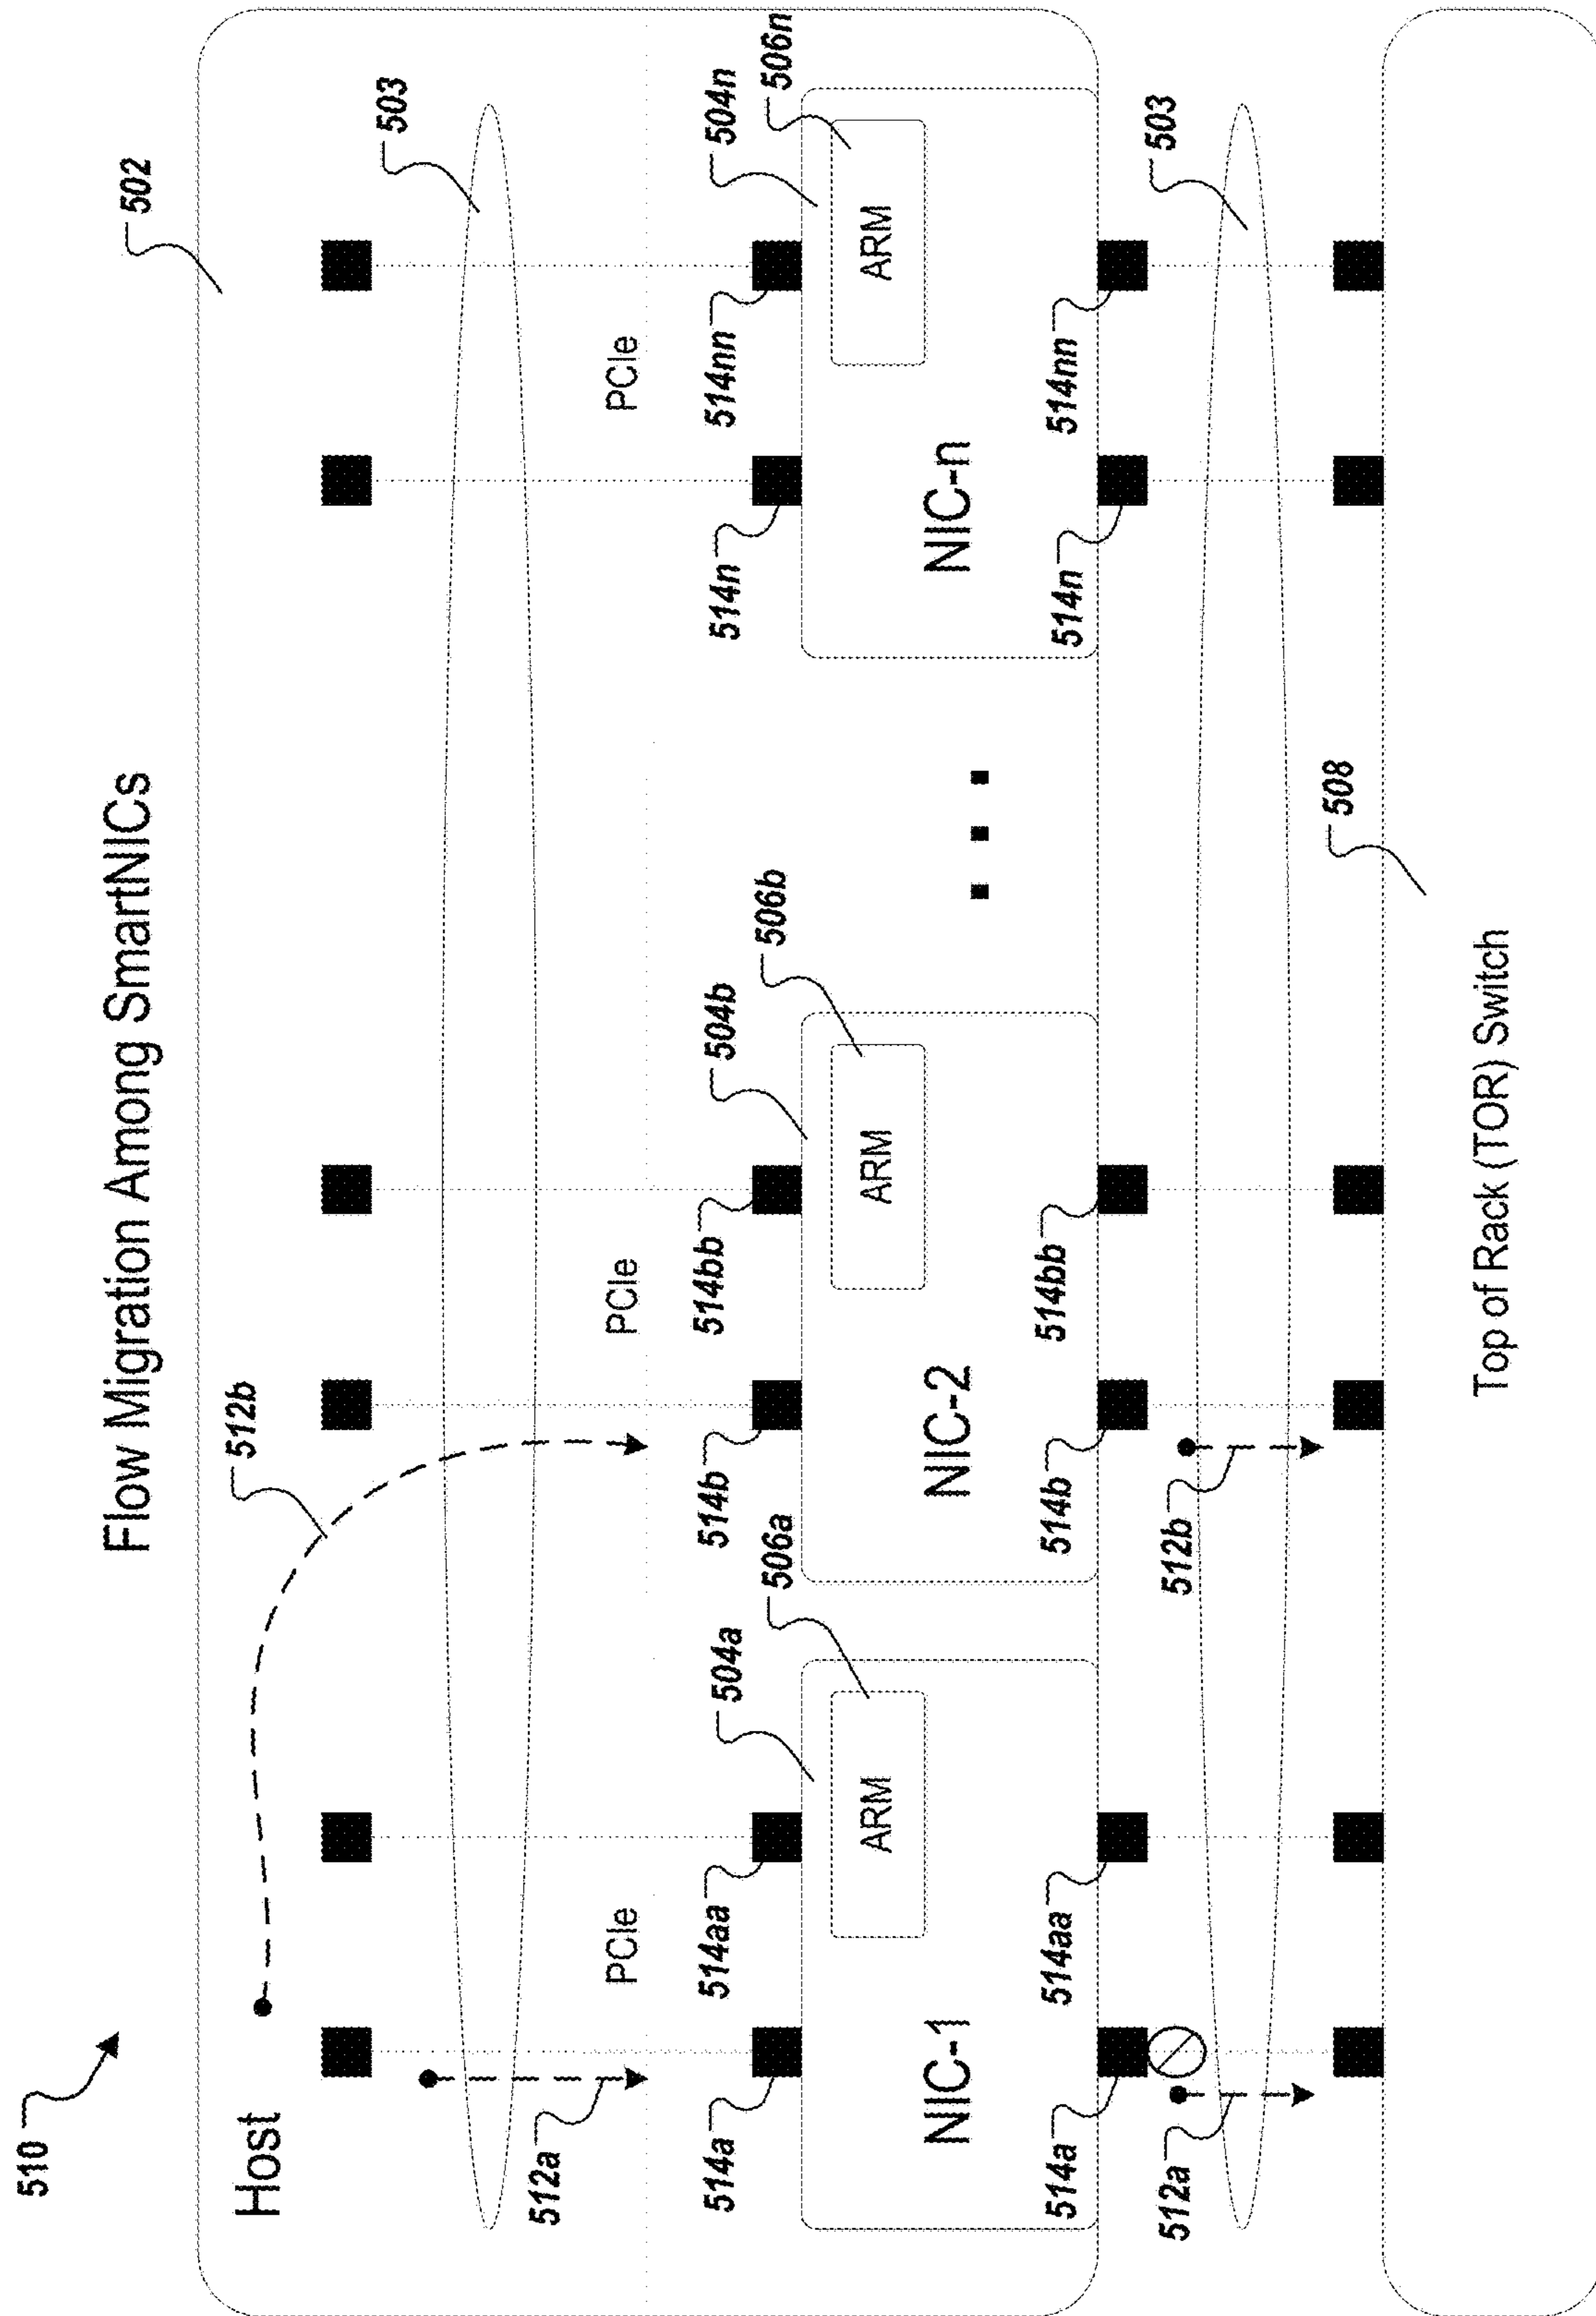 510
Flow Migration Among SmartNICs
502
Host
512b
503
512a
PCIe
PCIe
PCIe
514a
514aa
504a
506a
514b
514bb
504b
506b
514n
514nn
504n
506n
NIC-1
ARM
NIC-2
ARM
NIC-n
ARM
514a
514aa
514b
514bb
514n
514nn
512a
512b
503
508
Top of Rack (TOR) Switch